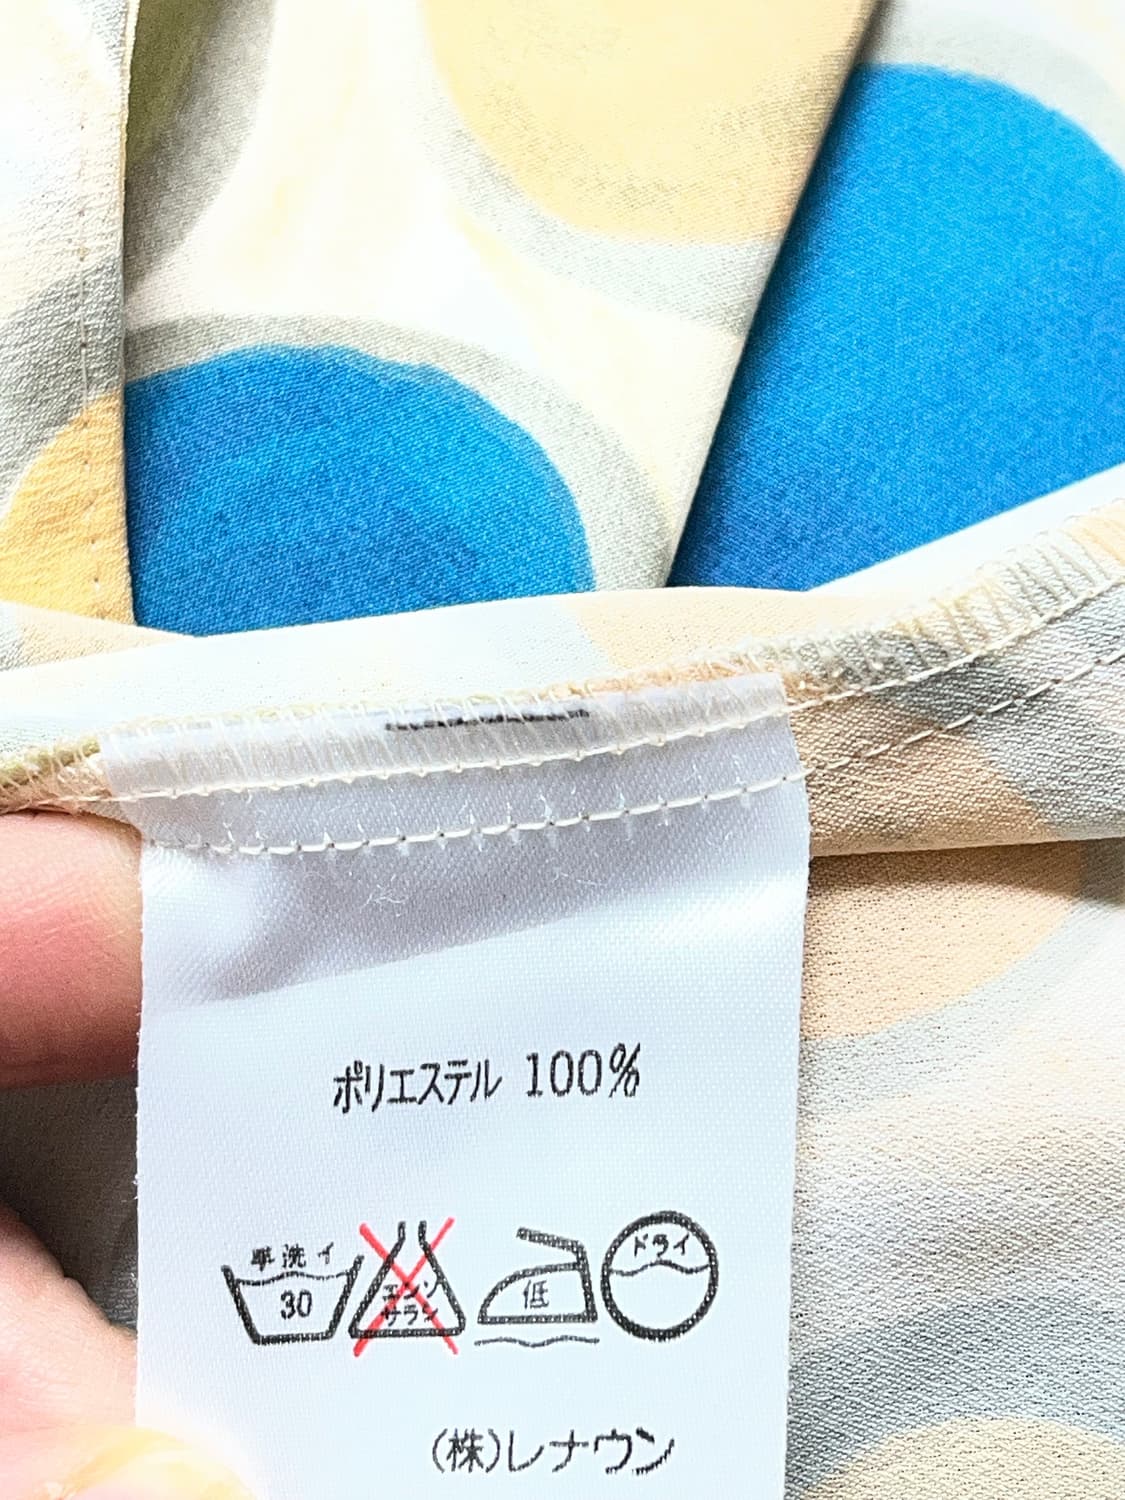 ポリエステル 100%
手洗イ
30
エンソ
サラシ
低
ドライ
(株)レナウン